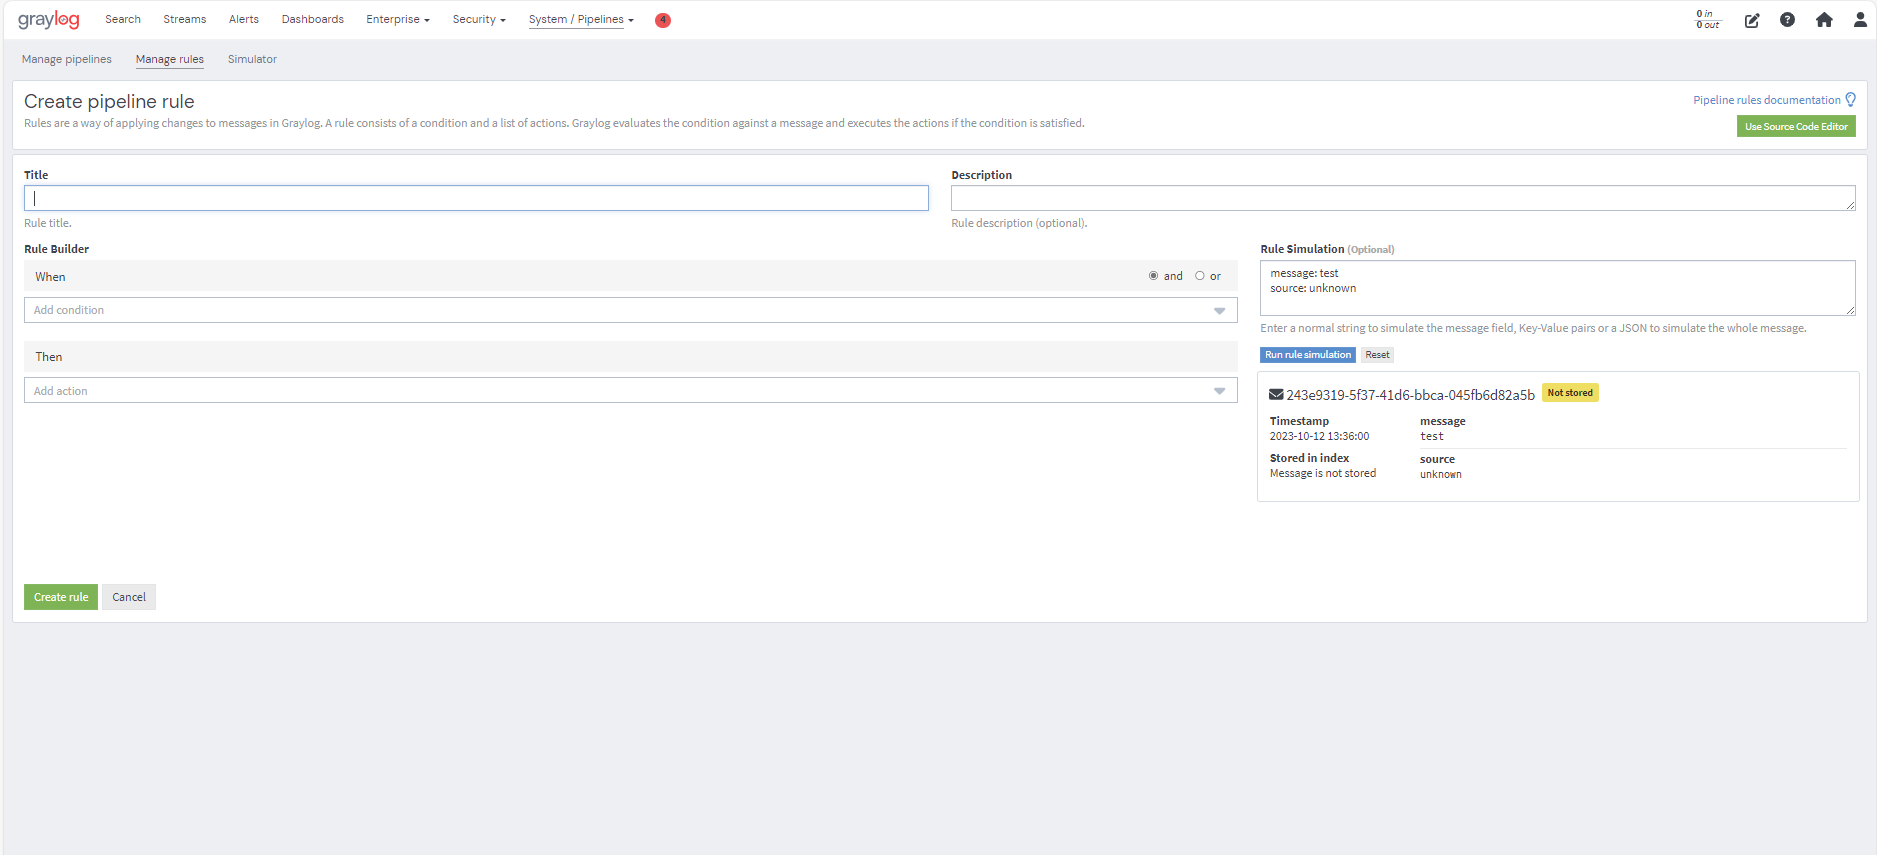 graylog Search Streams Alerts Dashboards Enterprise Security System / Pipelines 4 0 in
0 out
Manage pipelines Manage rules Simulator
Create pipeline rule
Pipeline rules documentation
Rules are a way of applying changes to messages in Graylog. A rule consists of a condition and a list of actions. Graylog evaluates the condition against a message and executes the actions if the condition is satisfied.
Use Source Code Editor
Title
Rule title.
Description
Rule description (optional).
Rule Builder
When and or
Add condition
Then
Add action
Rule Simulation (Optional)
message: test
source: unknown
Enter a normal string to simulate the message field, Key-Value pairs or a JSON to simulate the whole message.
Run rule simulation Reset
243e9319-5f37-41d6-bbca-045fb6d82a5b Not stored
Timestamp
2023-10-12 13:36:00
Stored in index
Message is not stored
message
test
source
unknown
Create rule Cancel